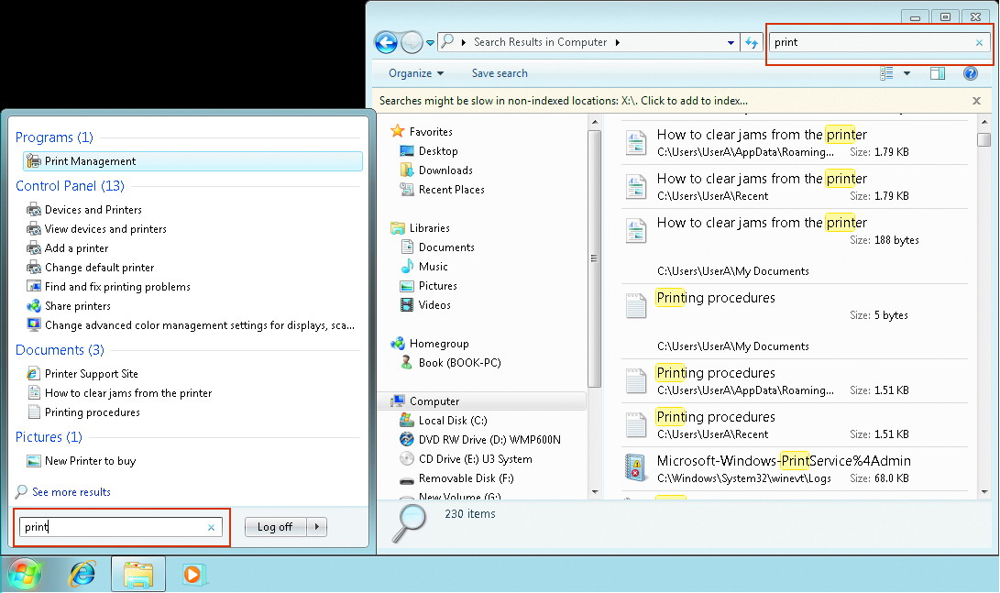 Programs (1)
Print Management
Control Panel (13)
Devices and Printers
View devices and printers
Add a printer
Change default printer
Find and fix printing problems
Share printers
Change advanced color management settings for displays, sca...
Documents (3)
Printer Support Site
How to clear jams from the printer
Printing procedures
Pictures (1)
New Printer to buy
See more results
print
Log off
Search Results in Computer
print
Organize
Save search
Searches might be slow in non-indexed locations: X:\. Click to add to index...
Favorites
Desktop
Downloads
Recent Places
Libraries
Documents
Music
Pictures
Videos
Homegroup
Book (BOOK-PC)
Computer
Local Disk (C:)
DVD RW Drive (D:) WMP600N
CD Drive (E:) U3 System
Removable Disk (F:)
New Volume (G:)
How to clear jams from the printer
C:\Users\UserA\AppData\Roaming... Size: 1.79 KB
How to clear jams from the printer
C:\Users\UserA\Recent Size: 1.79 KB
How to clear jams from the printer
Size: 188 bytes
C:\Users\UserA\My Documents
Printing procedures
Size: 5 bytes
C:\Users\UserA\My Documents
Printing procedures
C:\Users\UserA\AppData\Roaming... Size: 1.51 KB
Printing procedures
C:\Users\UserA\Recent Size: 1.51 KB
Microsoft-Windows-PrintService%4Admin
C:\Windows\System32\winevt\Logs Size: 68.0 KB
230 items